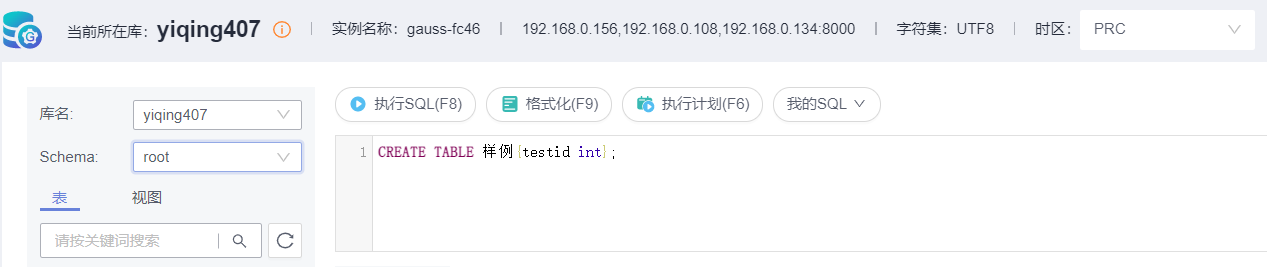 当前所在库：yiqing407 实例名称：gauss-fc46 192.168.0.156,192.168.0.108,192.168.0.134:8000 字符集：UTF8 时区： PRC
库名: yiqing407
Schema: root
表 视图
请按关键词搜索
执行SQL(F8) 格式化(F9) 执行计划(F6) 我的SQL
1 CREATE TABLE 样例{testid int};